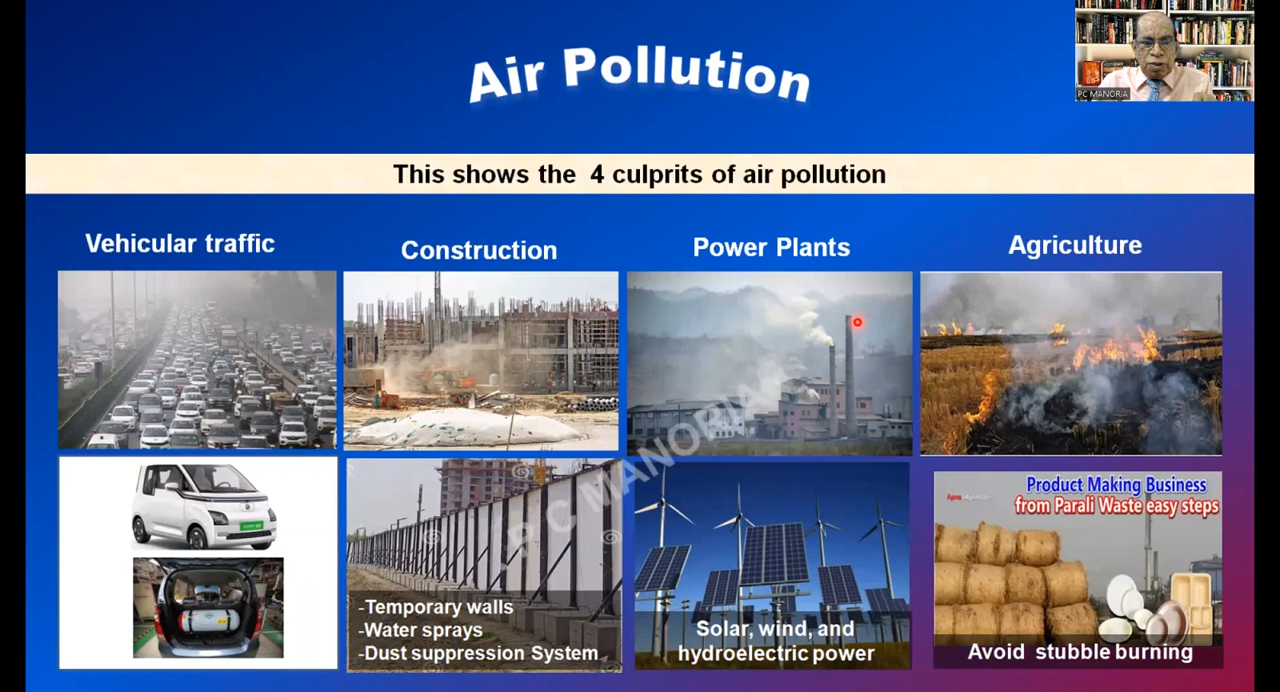 Air Pollution
PC MANORIA
This shows the 4 culprits of air pollution
Vehicular traffic
Construction
Power Plants
Agriculture
P C MANORIA
-Temporary walls
-Water sprays
-Dust suppression System
Solar, wind, and
hydroelectric power
Product Making Business
from Parali Waste easy steps
Avoid stubble burning